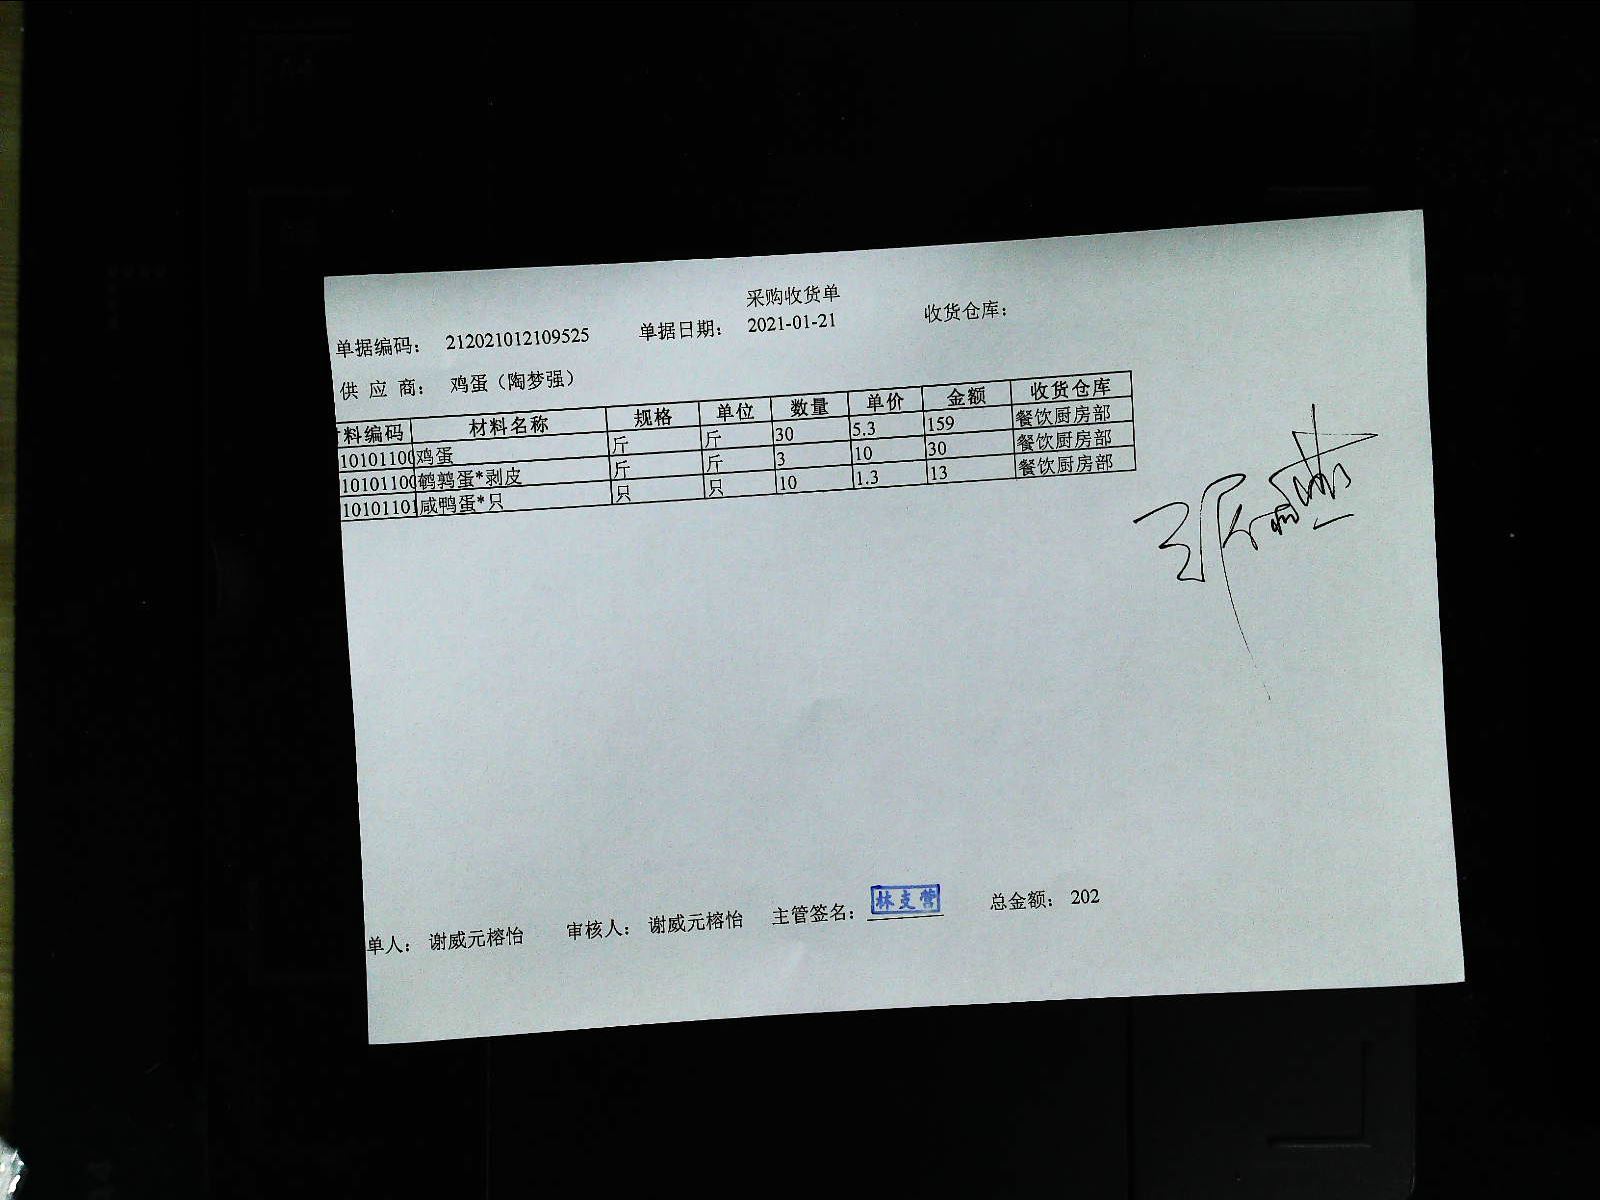 采购收货单
单据编码： 212021012109525 单据日期： 2021-01-21 收货仓库：
供 应 商： 鸡蛋（陶梦强）
料编码 材料名称 规格 单位 数量 单价 金额 收货仓库
10101100 鸡蛋 斤 斤 30 5.3 159 餐饮厨房部
10101100 鹌鹑蛋*剥皮 斤 斤 3 10 30 餐饮厨房部
10101101 咸鸭蛋*只 只 只 10 1.3 13 餐饮厨房部
单人： 谢威元榕怡 审核人： 谢威元榕怡 主管签名： 林支营 总金额： 202